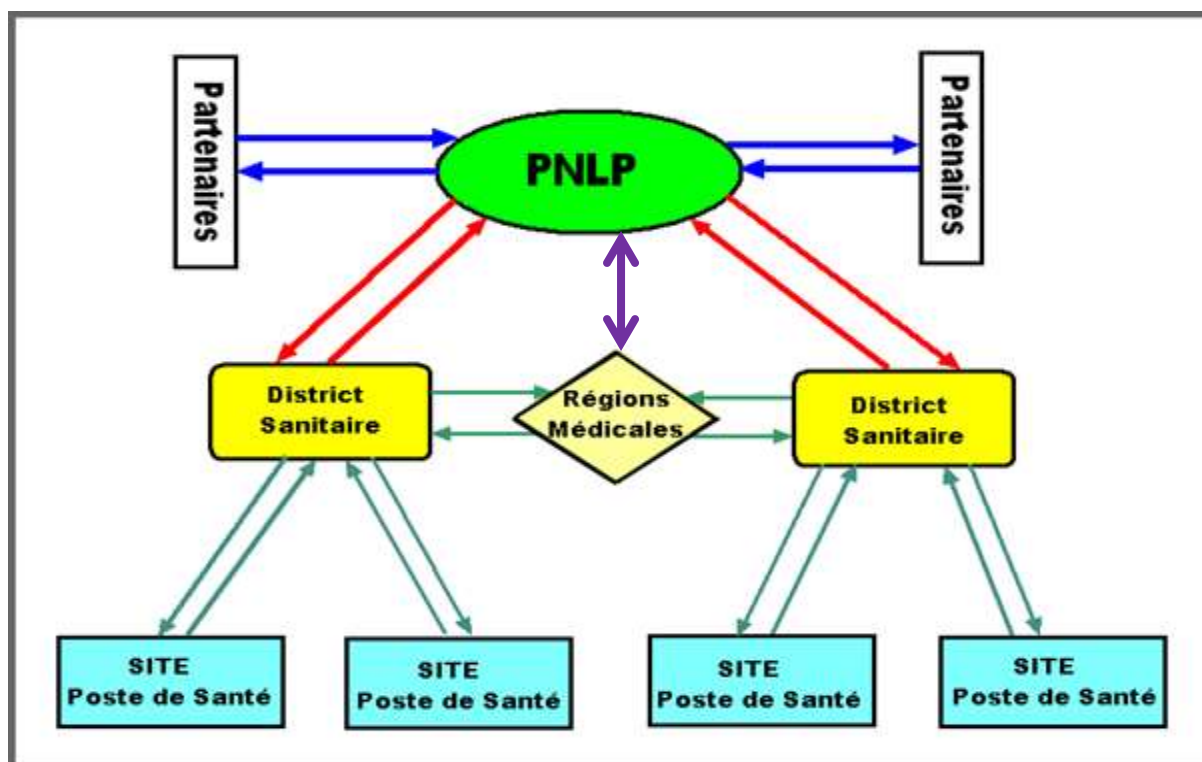 Partenaires
PNLP
Partenaires
District
Sanitaire
Régions
Médicales
District
Sanitaire
SITE
Poste de Santé
SITE
Poste de Santé
SITE
Poste de Santé
SITE
Poste de Santé